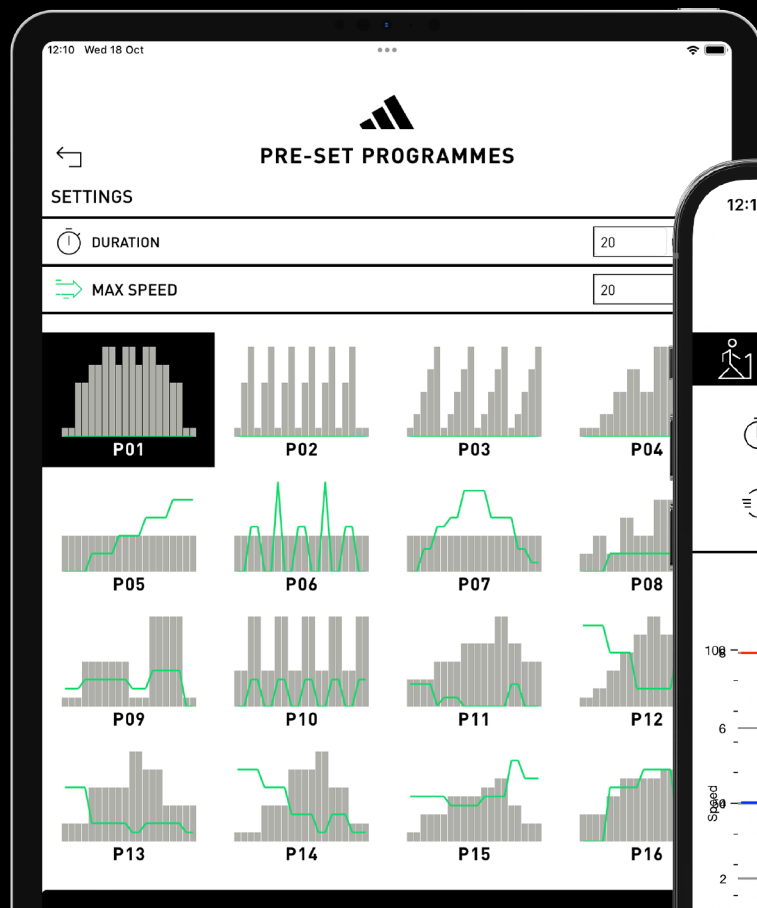 12:10 Wed 18 Oct
PRE-SET PROGRAMMES
SETTINGS
DURATION 20
MAX SPEED 20
P01 P02 P03 P04
P05 P06 P07 P08
P09 P10 P11 P12
P13 P14 P15 P16
12:1
6
2
Speed